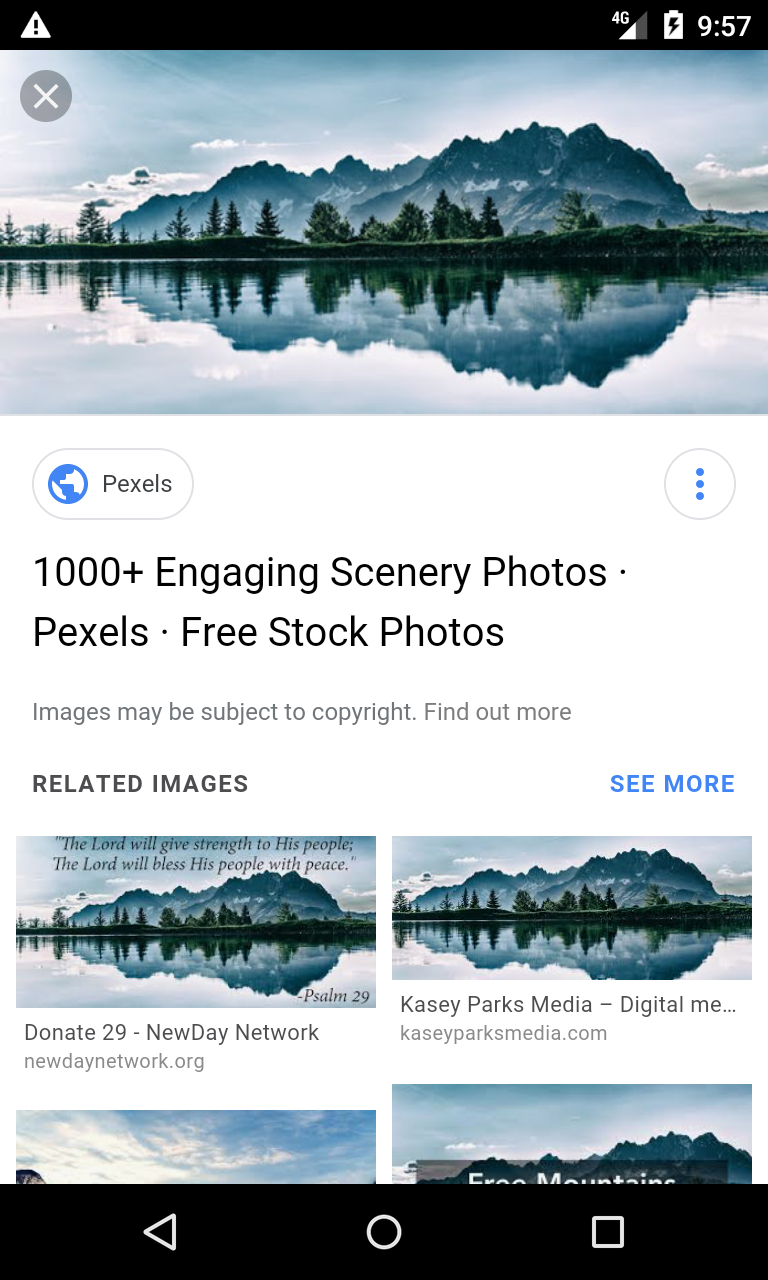 4G
9:57
Pexels
1000+ Engaging Scenery Photos ·
Pexels · Free Stock Photos
Images may be subject to copyright. Find out more
RELATED IMAGES
SEE MORE
"The Lord will give strength to His people;
The Lord will bless His people with peace."
-Psalm 29
Donate 29 - NewDay Network
newdaynetwork.org
Kasey Parks Media – Digital me…
kaseyparksmedia.com
Free Mountains